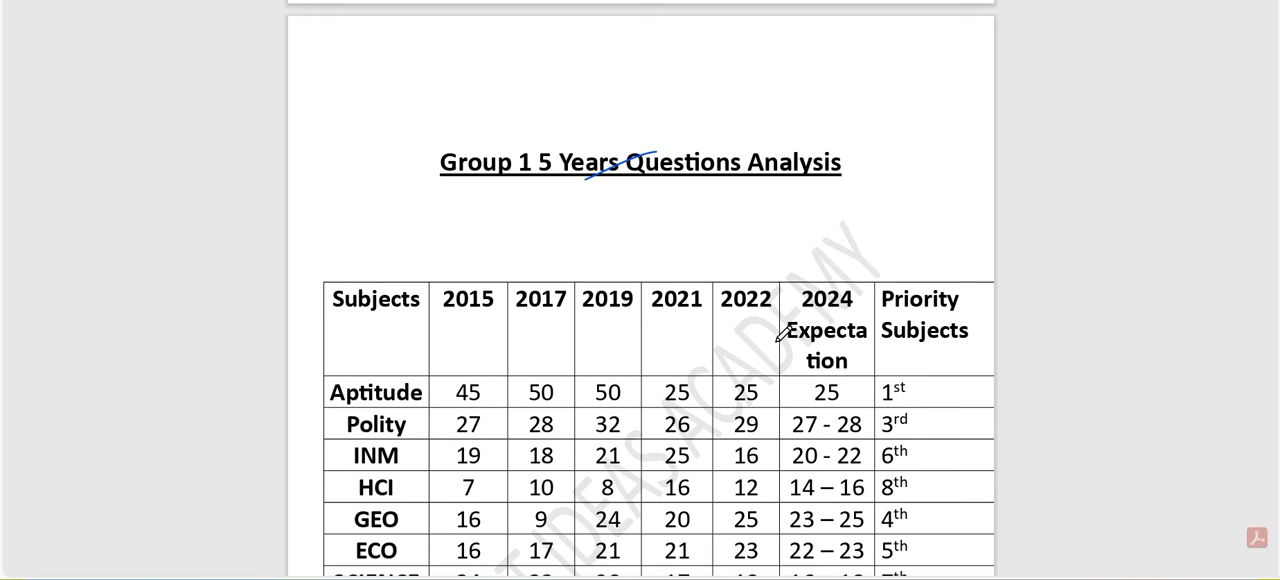 Group 1 5 Years Questions Analysis
Subjects 2015 2017 2019 2021 2022 2024 Expecta tion Priority Subjects
Aptitude 45 50 50 25 25 25 1st
Polity 27 28 32 26 29 27 - 28 3rd
INM 19 18 21 25 16 20 - 22 6th
HCI 7 10 8 16 12 14 – 16 8th
GEO 16 9 24 20 25 23 – 25 4th
ECO 16 17 21 21 23 22 – 23 5th
IDEAS ACADEMY